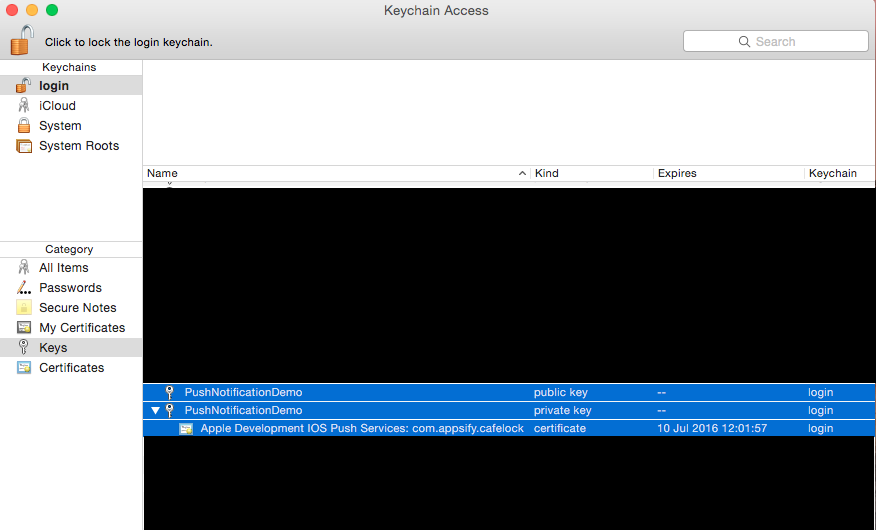 Keychain Access
Click to lock the login keychain.
Search
Keychains
login
iCloud
System
System Roots
Name Kind Expires Keychain
Category
All Items
Passwords
Secure Notes
My Certificates
Keys
Certificates
PushNotificationDemo public key -- login
PushNotificationDemo private key -- login
Apple Development IOS Push Services: com.appsify.cafelock certificate 10 Jul 2016 12:01:57 login